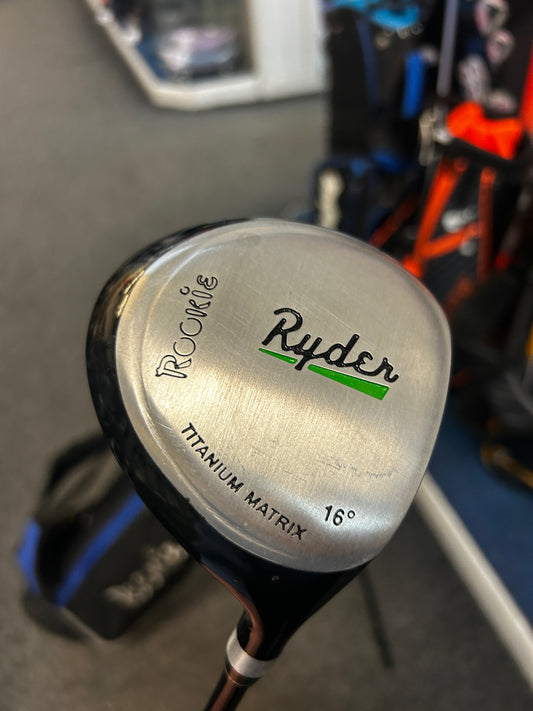 ROOKIE
Ryder
TITANIUM MATRIX
16°